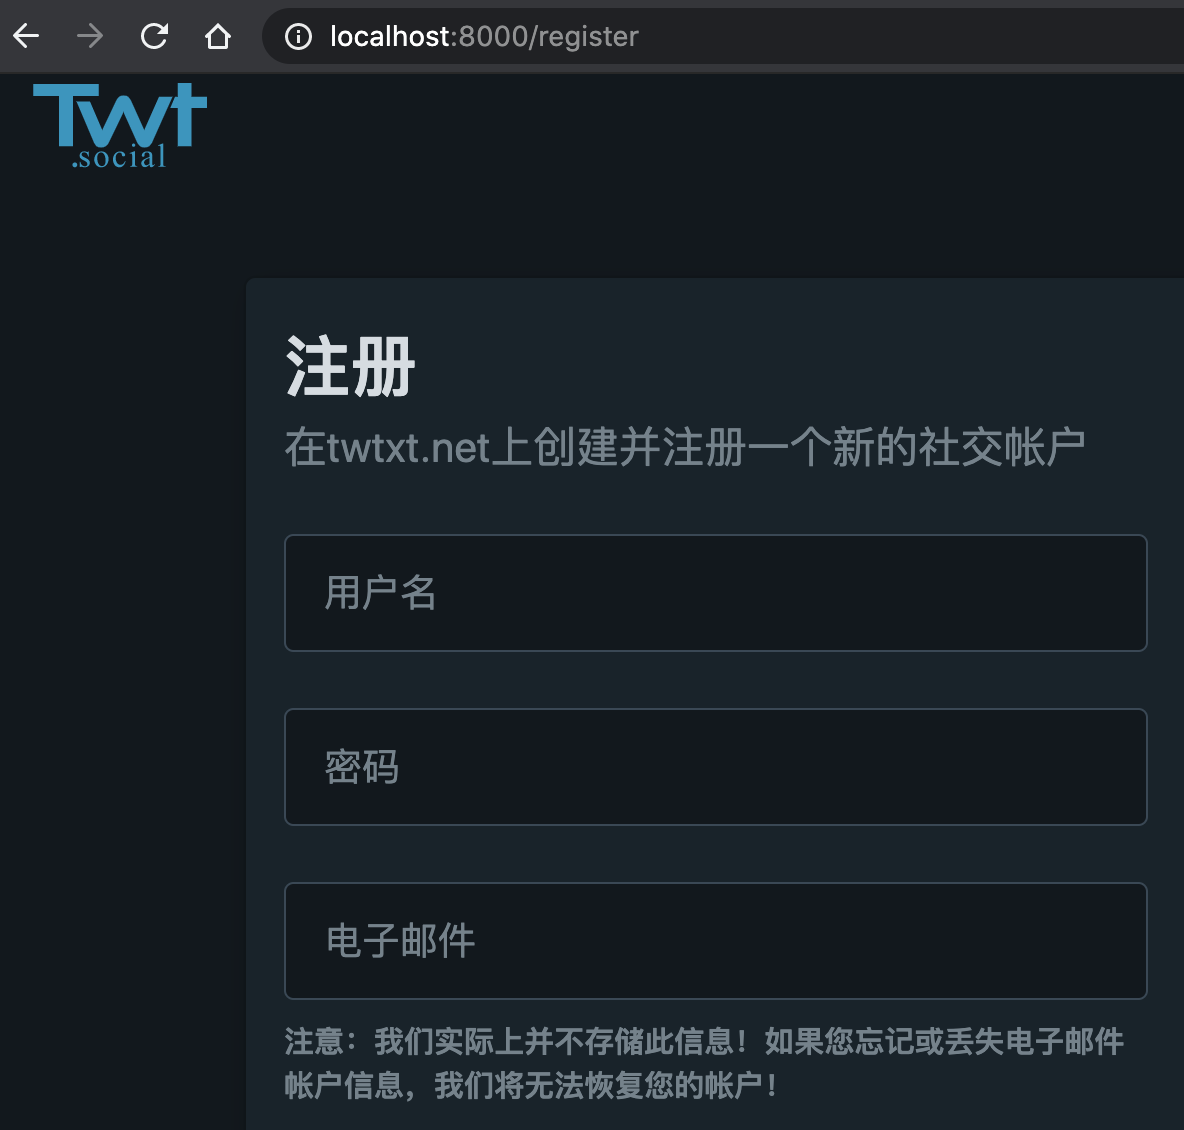 localhost:8000/register
Twt
.social
注册
在twtxt.net上创建并注册一个新的社交帐户
用户名
密码
电子邮件
注意：我们实际上并不存储此信息！如果您忘记或丢失电子邮件
帐户信息，我们将无法恢复您的帐户！